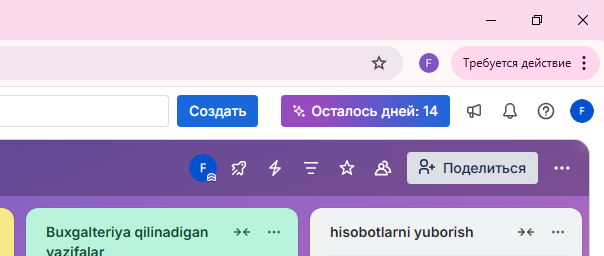 F
Требуется действие
Создать
Осталось дней: 14
F
F
Поделиться
Buxgalteriya qilinadigan
vazifalar
hisobotlarni yuborish